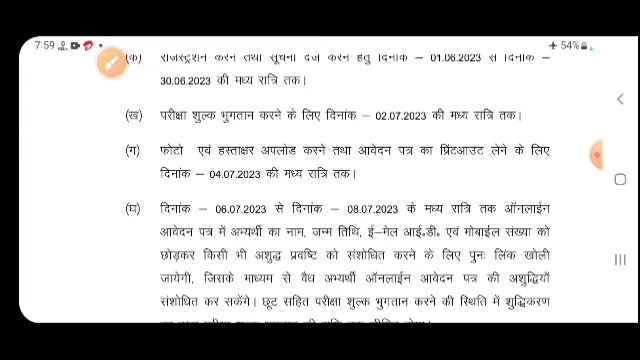 7:59
54%
(क) राजस्ट्रेशन करने तथा सूचना दर्ज करने हेतु दिनांक – 01.06.2023 से दिनांक –
30.06.2023 की मध्य रात्रि तक।
(ख) परीक्षा शुल्क भुगतान करने के लिए दिनांक – 02.07.2023 की मध्य रात्रि तक।
(ग) फोटो एवं हस्ताक्षर अपलोड करने तथा आवेदन पत्र का प्रिंटआउट लेने के लिए
दिनांक – 04.07.2023 की मध्य रात्रि तक।
(घ) दिनांक – 06.07.2023 से दिनांक – 08.07.2023 के मध्य रात्रि तक ऑनलाईन
आवेदन पत्र में अभ्यर्थी का नाम, जन्म तिथि, ई–मेल आई०डी० एवं मोबाईल संख्या को
छोड़कर किसी भी अशुद्ध प्रवष्टि को संशोधित करने के लिए पुनः लिंक खोली
जायेगी, जिसके माध्यम से वैध अभ्यर्थी ऑनलाईन आवेदन पत्र की अशुद्धियाँ
संशोधित कर सकेंगे। छूट सहित परीक्षा शुल्क भुगतान करने की स्थिति में शुद्धिकरण